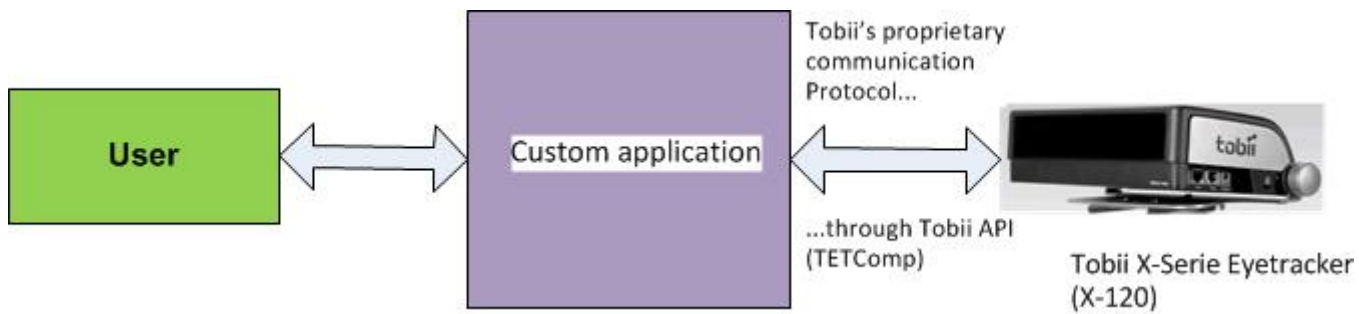 User
Custom application
Tobii's proprietary
communication
Protocol...
...through Tobii API
(TETComp)
tobii
Tobii X-Serie Eyetracker
(X-120)